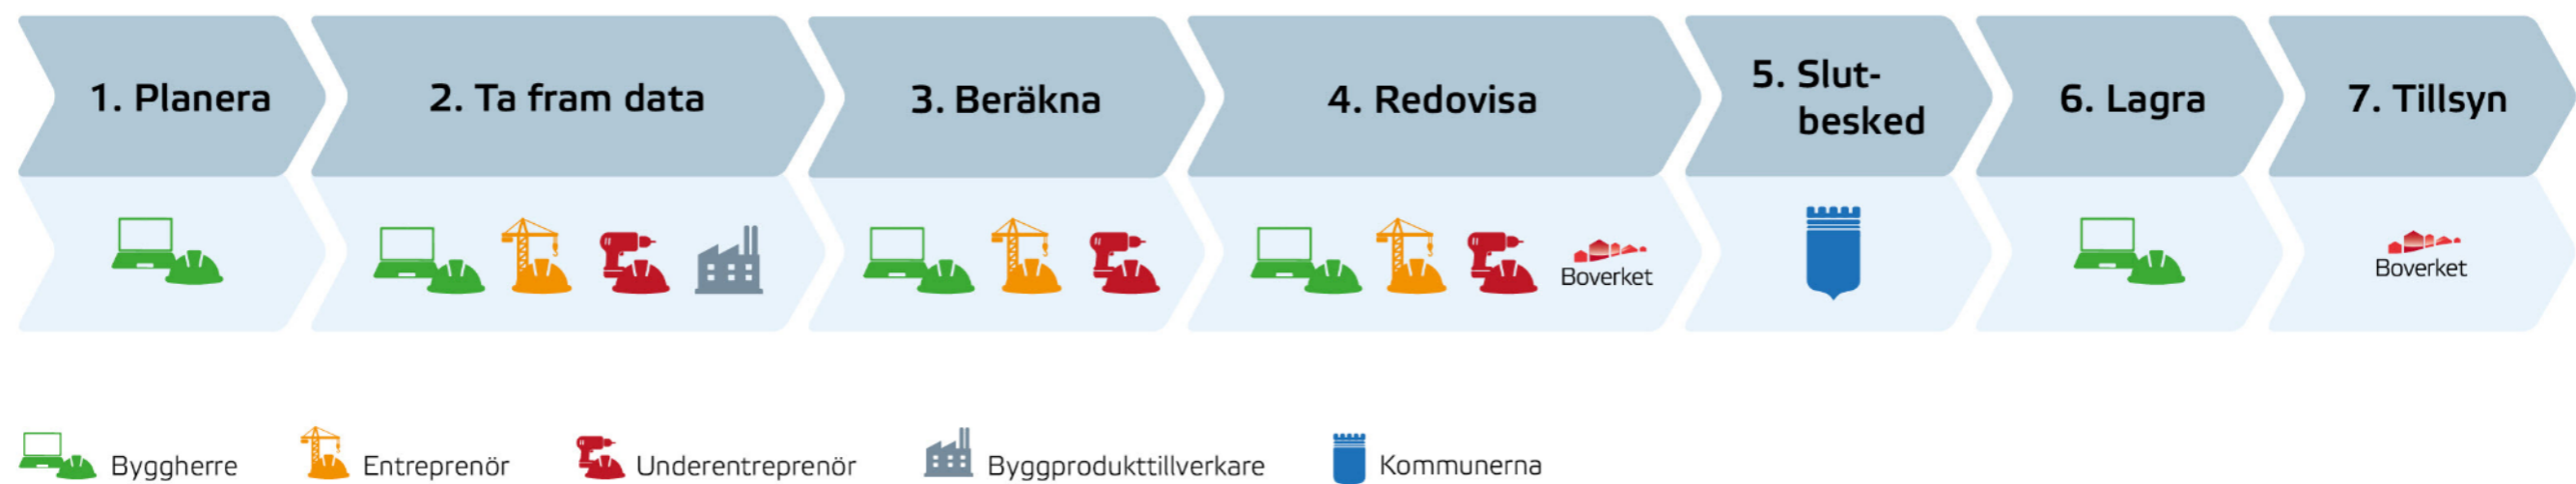 1. Planera
2. Ta fram data
3. Beräkna
4. Redovisa
5. Slut-
besked
6. Lagra
7. Tillsyn
Boverket
Boverket
Byggherre
Entreprenör
Underentreprenör
Byggprodukttillverkare
Kommunerna